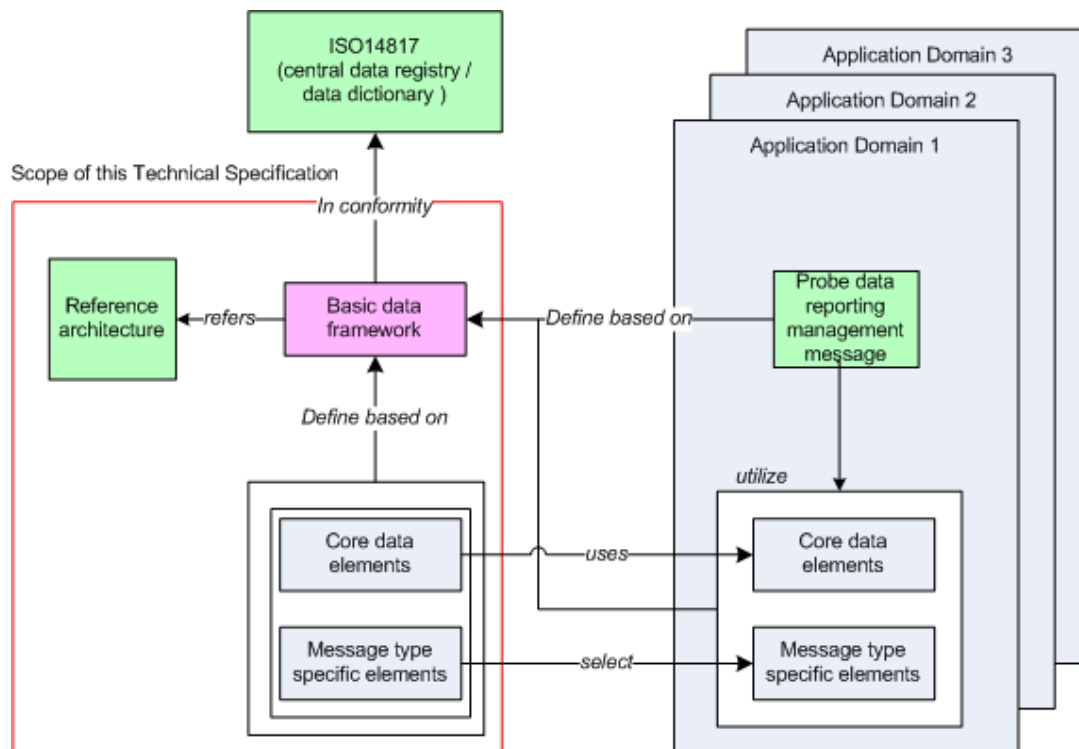 ISO14817
(central data registry /
data dictionary )
Application Domain 3
Application Domain 2
Application Domain 1
Scope of this Technical Specification
In conformity
Reference
architecture
refers
Basic data
framework
Define based on
Probe data
reporting
management
message
Define based on
utilize
Core data
elements
uses
Core data
elements
Message type
specific elements
select
Message type
specific elements